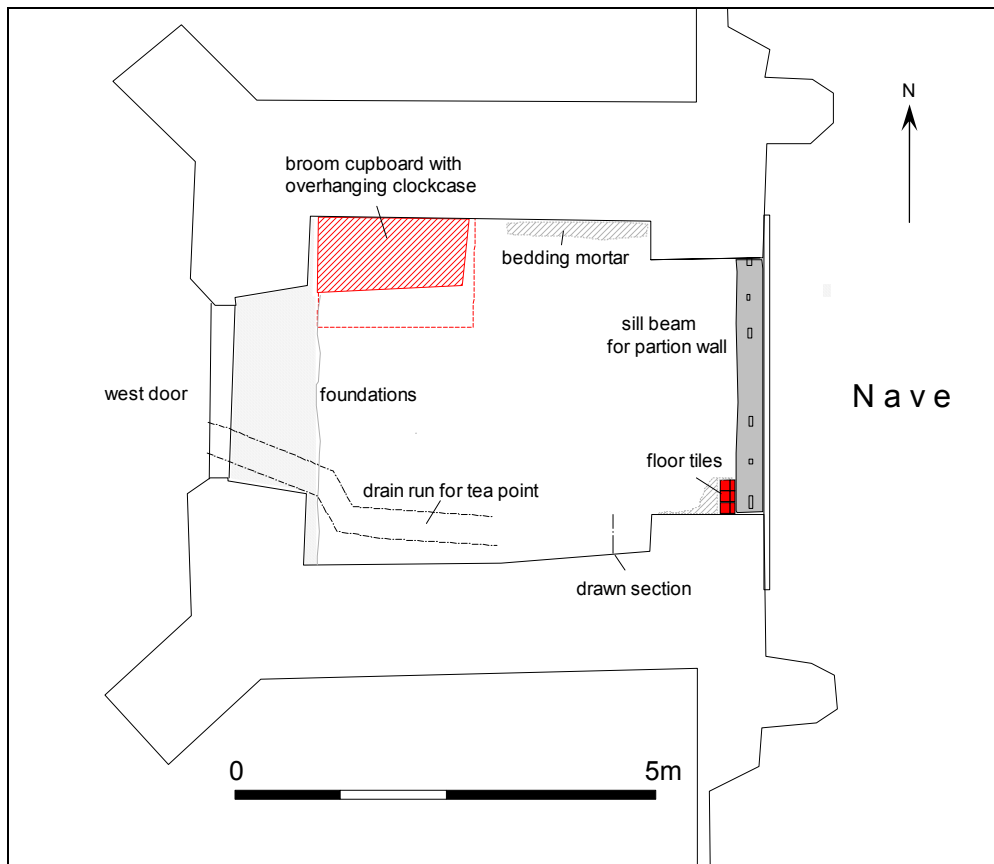 N
broom cupboard with
overhanging clockcase
bedding mortar
sill beam
for partion wall
west door
foundations
Nave
floor tiles
drain run for tea point
drawn section
0
5m